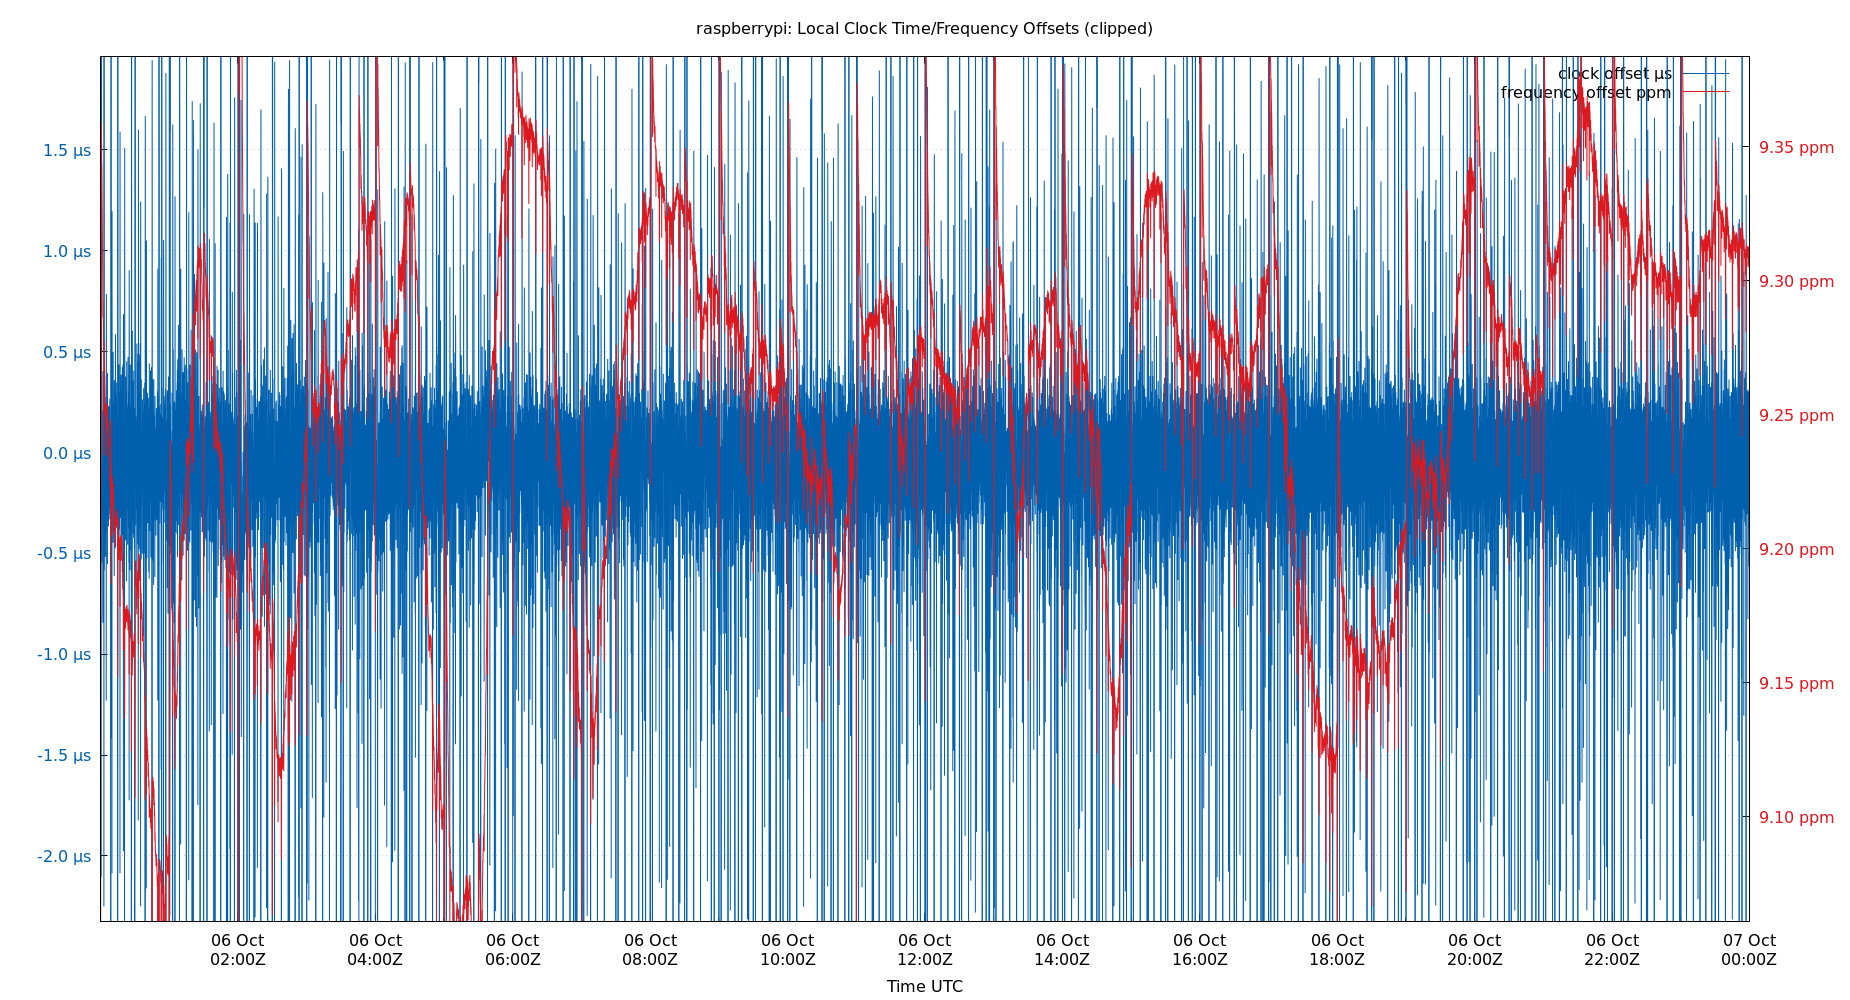 raspberrypi: Local Clock Time/Frequency Offsets (clipped)
clock offset µs
frequency offset ppm
1.5 µs
1.0 µs
0.5 µs
0.0 µs
-0.5 µs
-1.0 µs
-1.5 µs
-2.0 µs
9.35 ppm
9.30 ppm
9.25 ppm
9.20 ppm
9.15 ppm
9.10 ppm
06 Oct 06 Oct 06 Oct 06 Oct 06 Oct 06 Oct 06 Oct 06 Oct 06 Oct 06 Oct 06 Oct 07 Oct
02:00Z 04:00Z 06:00Z 08:00Z 10:00Z 12:00Z 14:00Z 16:00Z 18:00Z 20:00Z 22:00Z 00:00Z
Time UTC